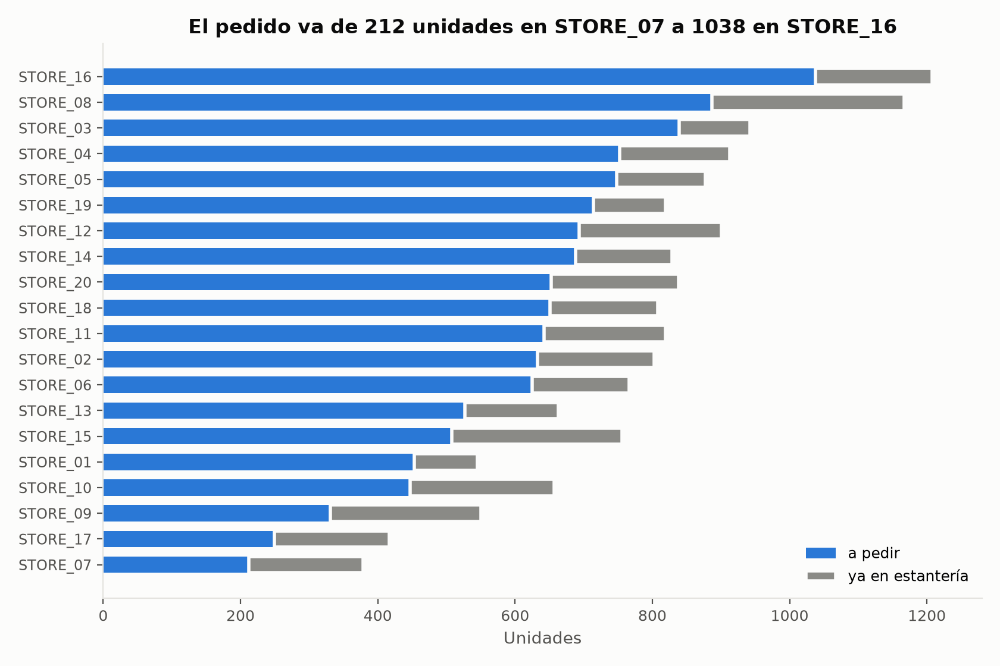 El pedido va de 212 unidades en STORE_07 a 1038 en STORE_16
STORE_16
STORE_08
STORE_03
STORE_04
STORE_05
STORE_19
STORE_12
STORE_14
STORE_20
STORE_18
STORE_11
STORE_02
STORE_06
STORE_13
STORE_15
STORE_01
STORE_10
STORE_09
STORE_17
STORE_07
a pedir
ya en estantería
0 200 400 600 800 1000 1200
Unidades